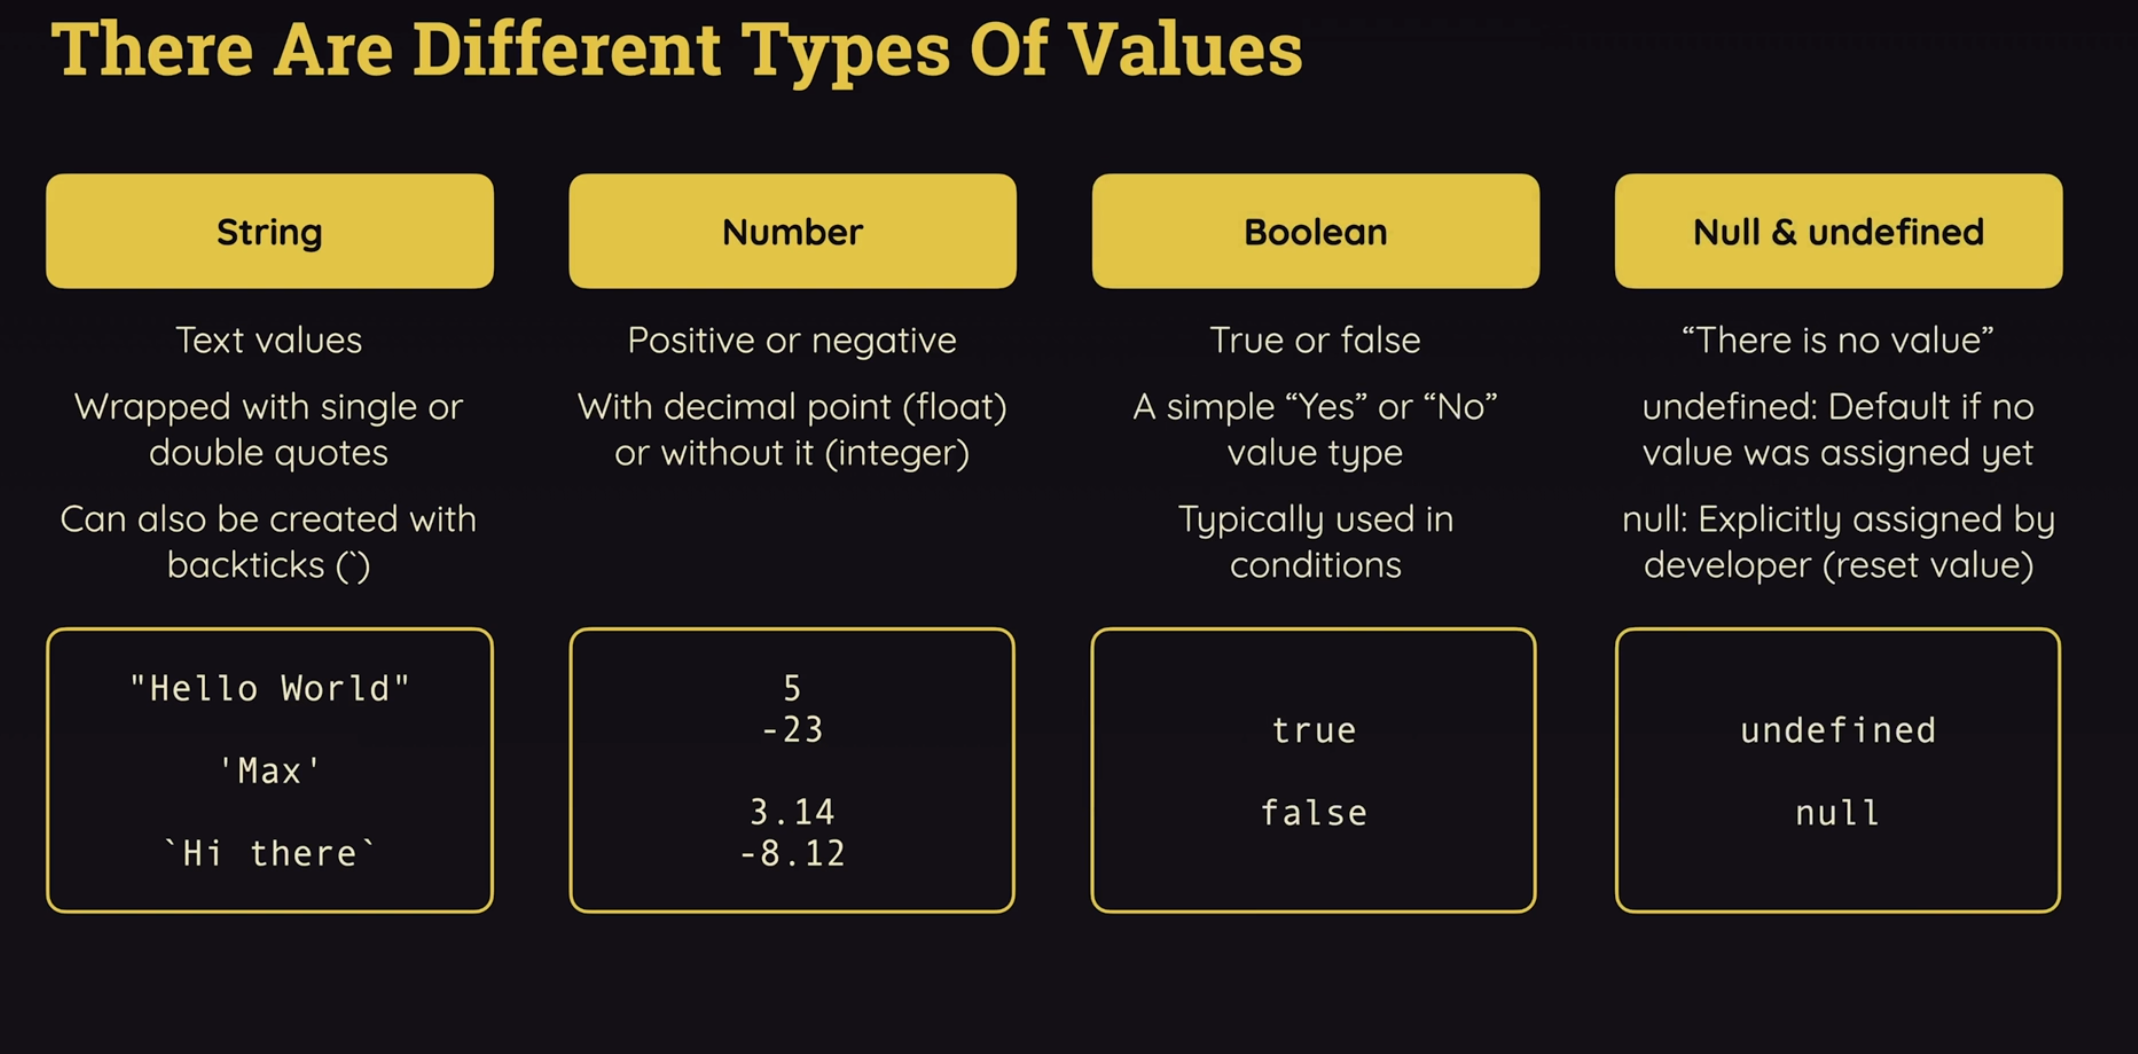 There Are Different Types Of Values
String
Text values
Wrapped with single or
double quotes
Can also be created with
backticks (`)
"Hello World"
'Max'
`Hi there`
Number
Positive or negative
With decimal point (float)
or without it (integer)
5
-23
3.14
-8.12
Boolean
True or false
A simple “Yes” or “No”
value type
Typically used in
conditions
true
false
Null & undefined
“There is no value”
undefined: Default if no
value was assigned yet
null: Explicitly assigned by
developer (reset value)
undefined
null